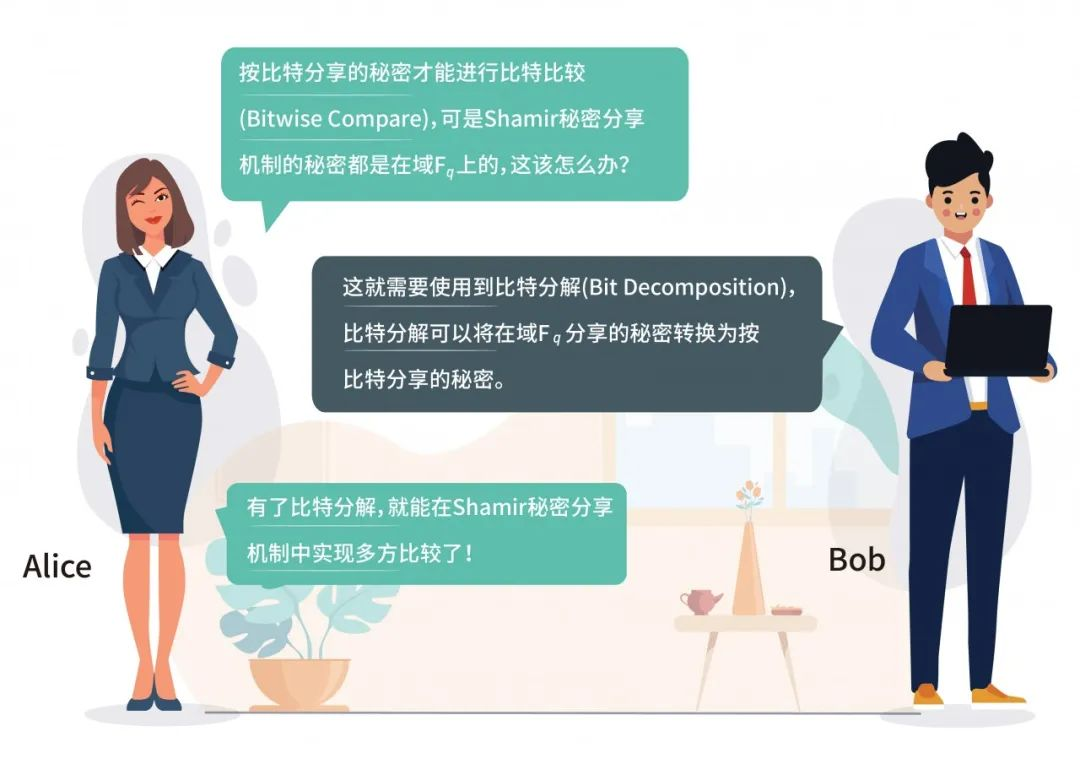 按比特分享的秘密才能进行比特比较
(Bitwise Compare),可是Shamir秘密分享
机制的秘密都是在域Fq上的,这该怎么办？
这就需要使用到比特分解(Bit Decomposition),
比特分解可以将在域Fq分享的秘密转换为按
比特分享的秘密。
有了比特分解,就能在Shamir秘密分享
机制中实现多方比较了！
Alice
Bob